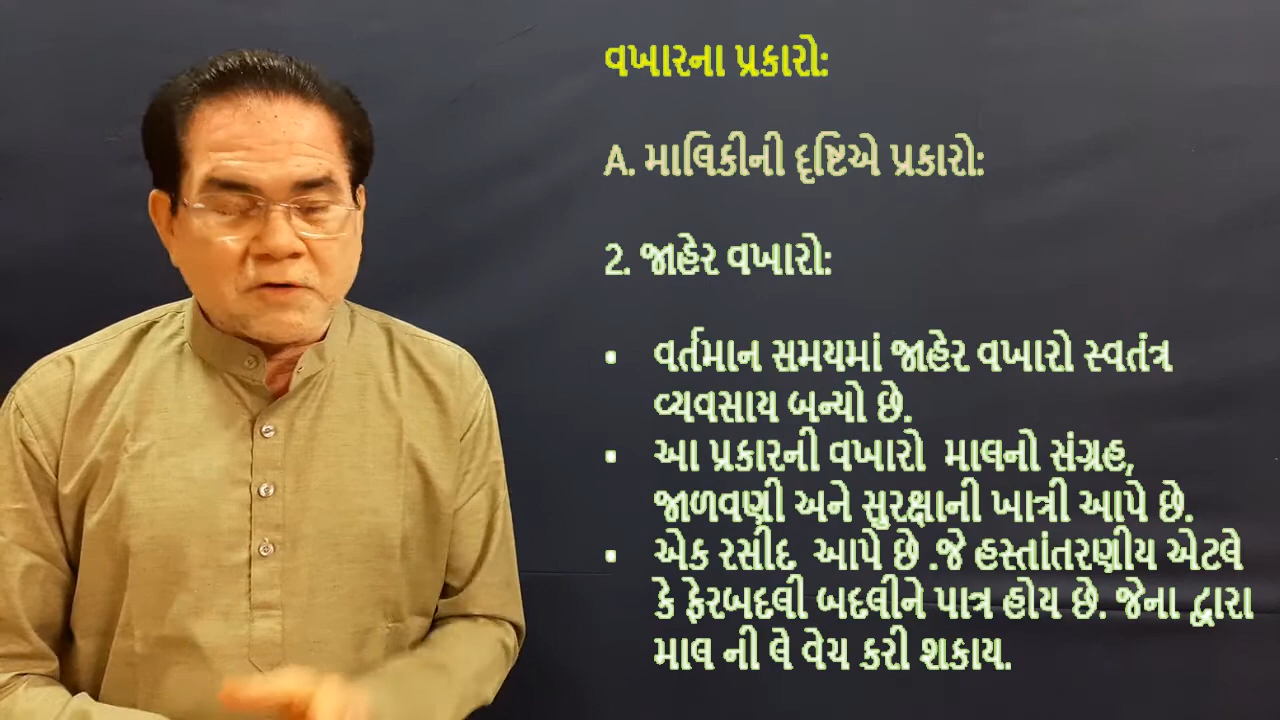 વખારના પ્રકારો:
A. માલિકીની દૃષ્ટિએ પ્રકારો:
2. જાહેર વખારો:
• વર્તમાન સમયમાં જાહેર વખારો સ્વતંત્ર
વ્યવસાય બન્યો છે.
• આ પ્રકારની વખારો માલનો સંગ્રહ,
જાળવણી અને સુરક્ષાની ખાત્રી આપે છે.
• એક રસીદ આપે છે .જે હસ્તાંતરણીય એટલે
કે ફેરબદલી બદલીને પાત્ર હોય છે. જેના દ્વારા
માલ ની લે વેચ કરી શકાય.